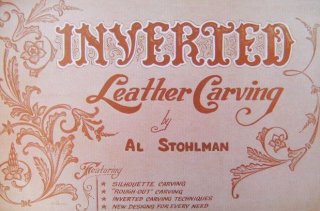 INVERTED
Leather Carving
by
AL STOHLMAN
Featuring
★ SILHOUETTE CARVING
★ "ROUGH-OUT" CARVING
★ INVERTED CARVING TECHNIQUES
★ NEW DESIGNS FOR EVERY NEED